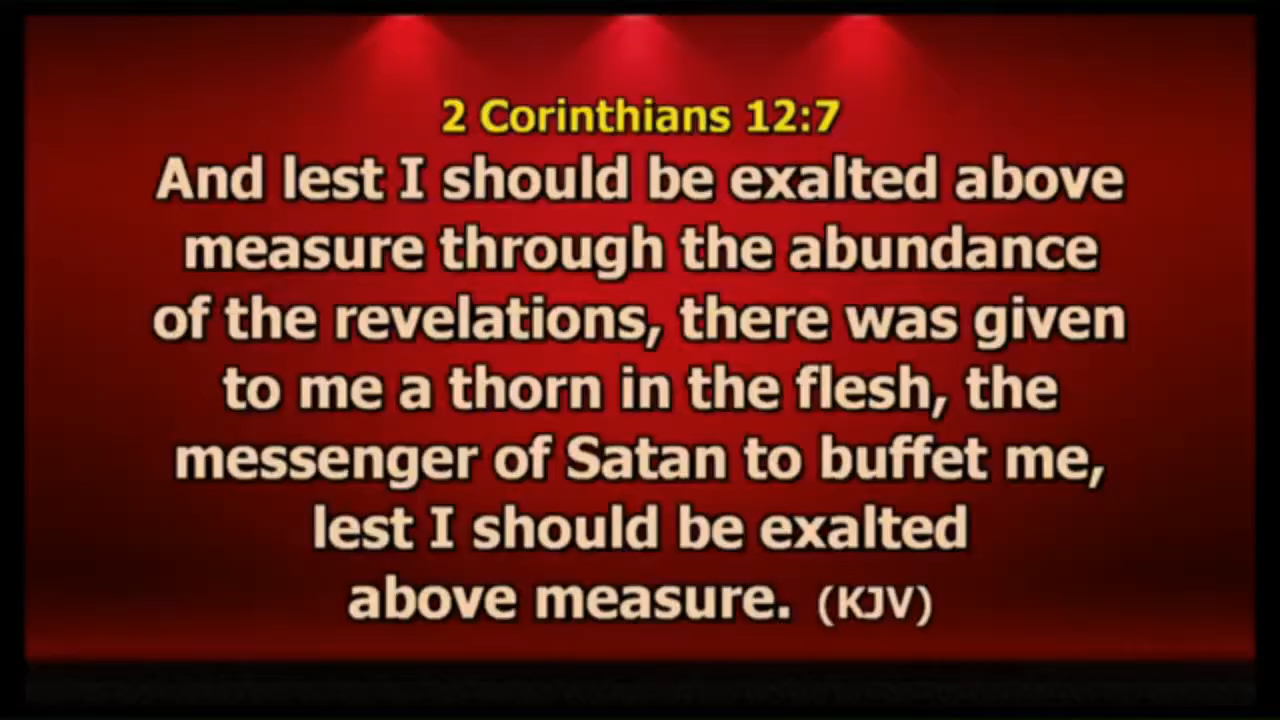 2 Corinthians 12:7
And lest I should be exalted above
measure through the abundance
of the revelations, there was given
to me a thorn in the flesh, the
messenger of Satan to buffet me,
lest I should be exalted
above measure. (KJV)